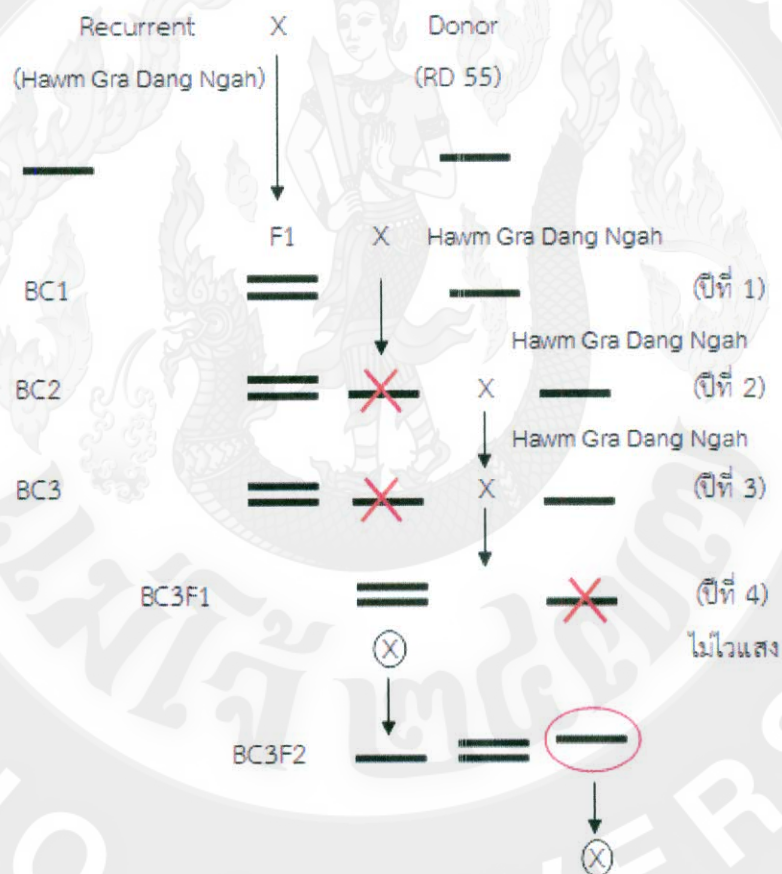 Recurrent X Donor
(Hawm Gra Dang Ngah) (RD 55)
F1 X Hawm Gra Dang Ngah
BC1 (ปีที่ 1)
Hawm Gra Dang Ngah
BC2 X (ปีที่ 2)
Hawm Gra Dang Ngah
BC3 X (ปีที่ 3)
BC3F1 (ปีที่ 4)
X ไม่ไวแสง
BC3F2
X